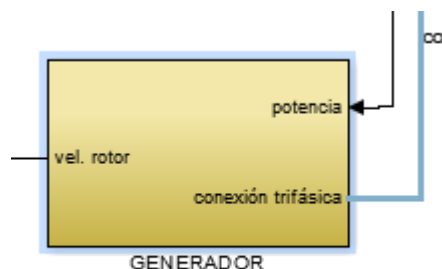 co
potencia
vel. rotor
conexión trifásica
GENERADOR